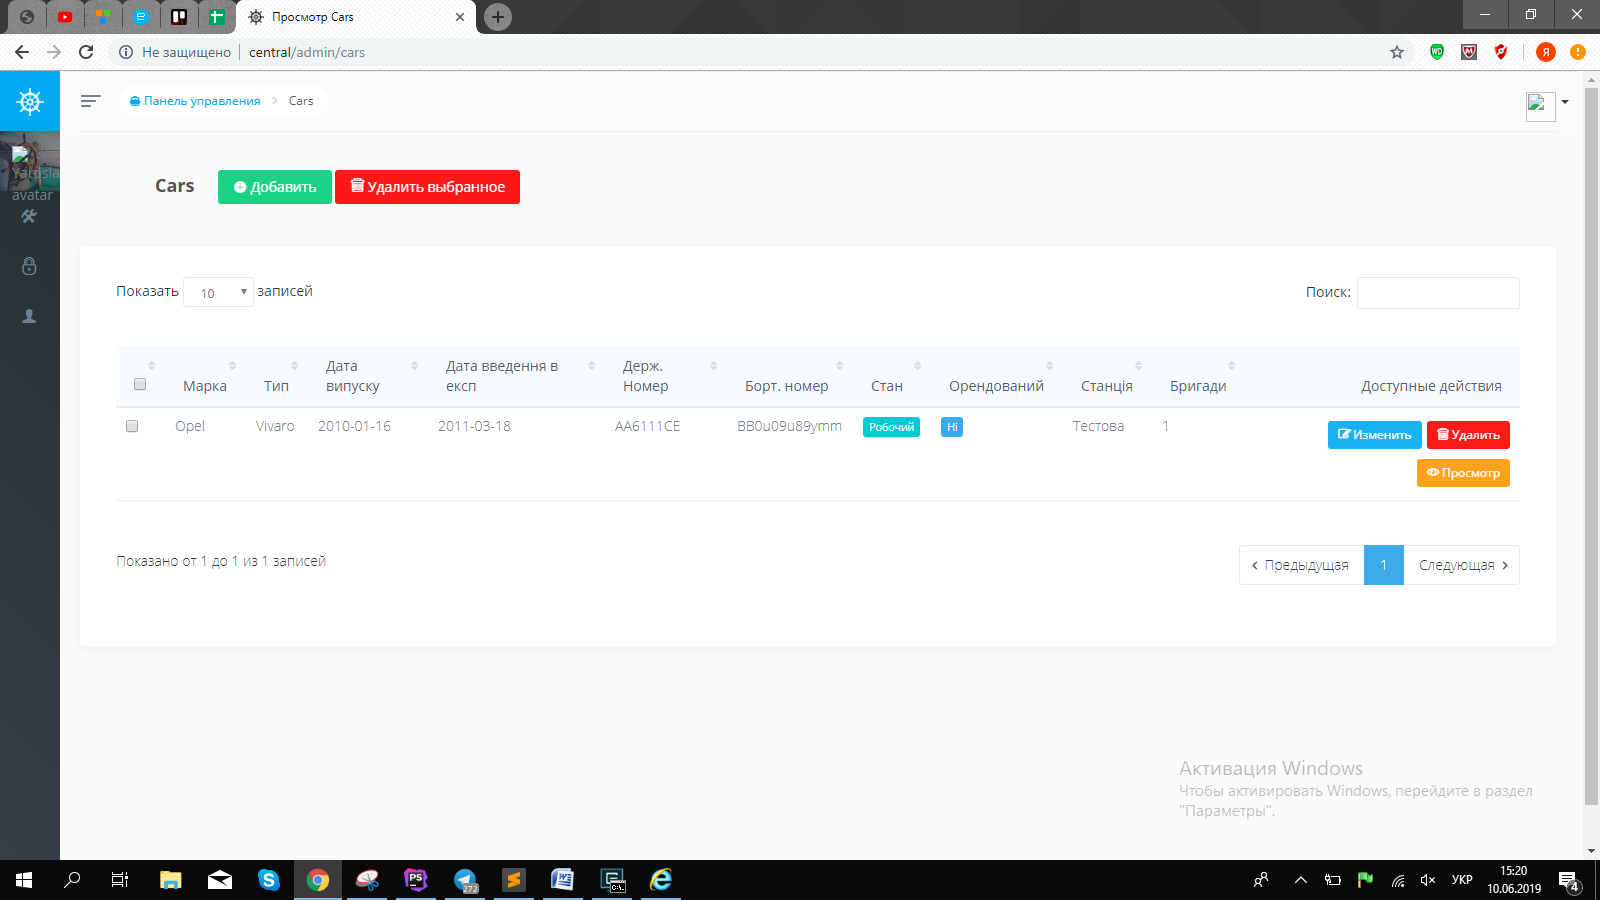 Просмотр Cars
Не защищено central/admin/cars
Я
Панель управления Cars
Yarosla
avatar
Cars Добавить Удалить выбранное
Показать 10 записей Поиск:
Марка Тип Дата випуску Дата введення в експ Держ. Номер Борт. номер Стан Орендований Станція Бригади Доступные действия
Opel Vivaro 2010-01-16 2011-03-18 AA6111CE BB0u09u89ymm Робочий Ні Тестова 1 Изменить Удалить
Просмотр
Показано от 1 до 1 из 1 записей Предыдущая 1 Следующая
Активация Windows
Чтобы активировать Windows, перейдите в раздел
"Параметры".
PS 272 C:\. УКР 15:20
10.06.2019 4